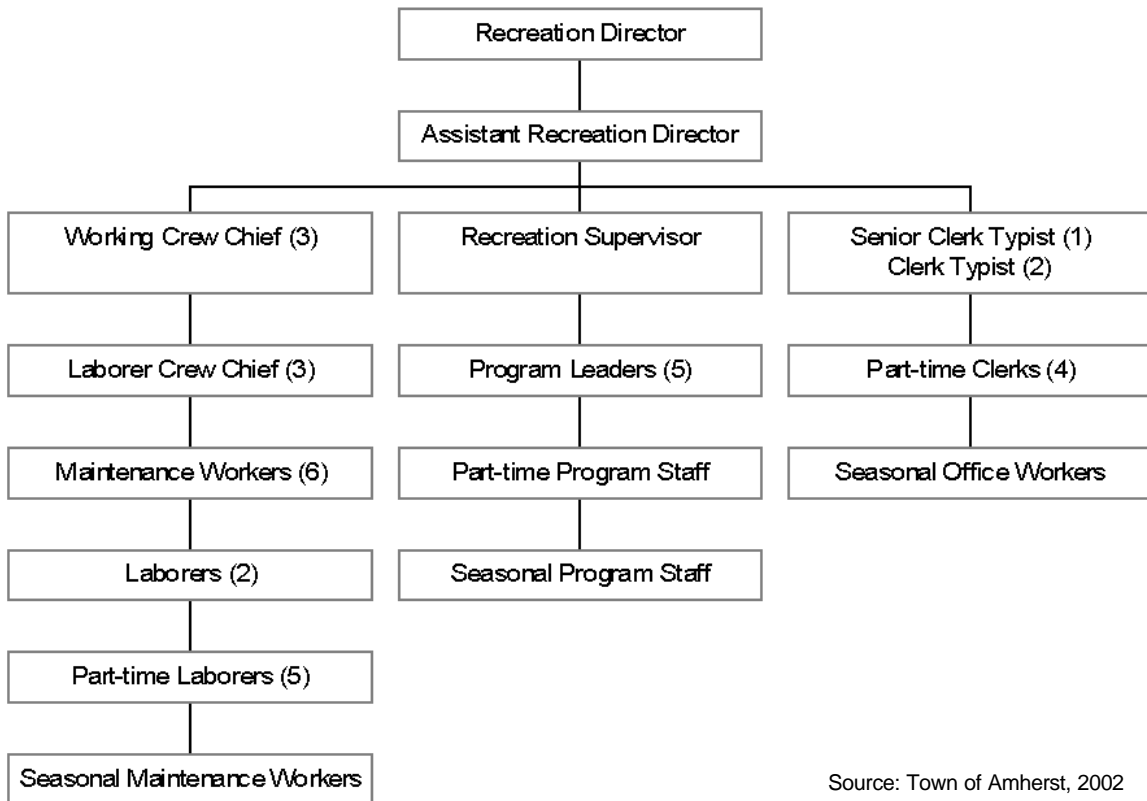 Recreation Director
Assistant Recreation Director
Working Crew Chief (3)
Recreation Supervisor
Senior Clerk Typist (1)
Clerk Typist (2)
Laborer Crew Chief (3)
Program Leaders (5)
Part-time Clerks (4)
Maintenance Workers (6)
Part-time Program Staff
Seasonal Office Workers
Laborers (2)
Seasonal Program Staff
Part-time Laborers (5)
Seasonal Maintenance Workers
Source: Town of Amherst, 2002